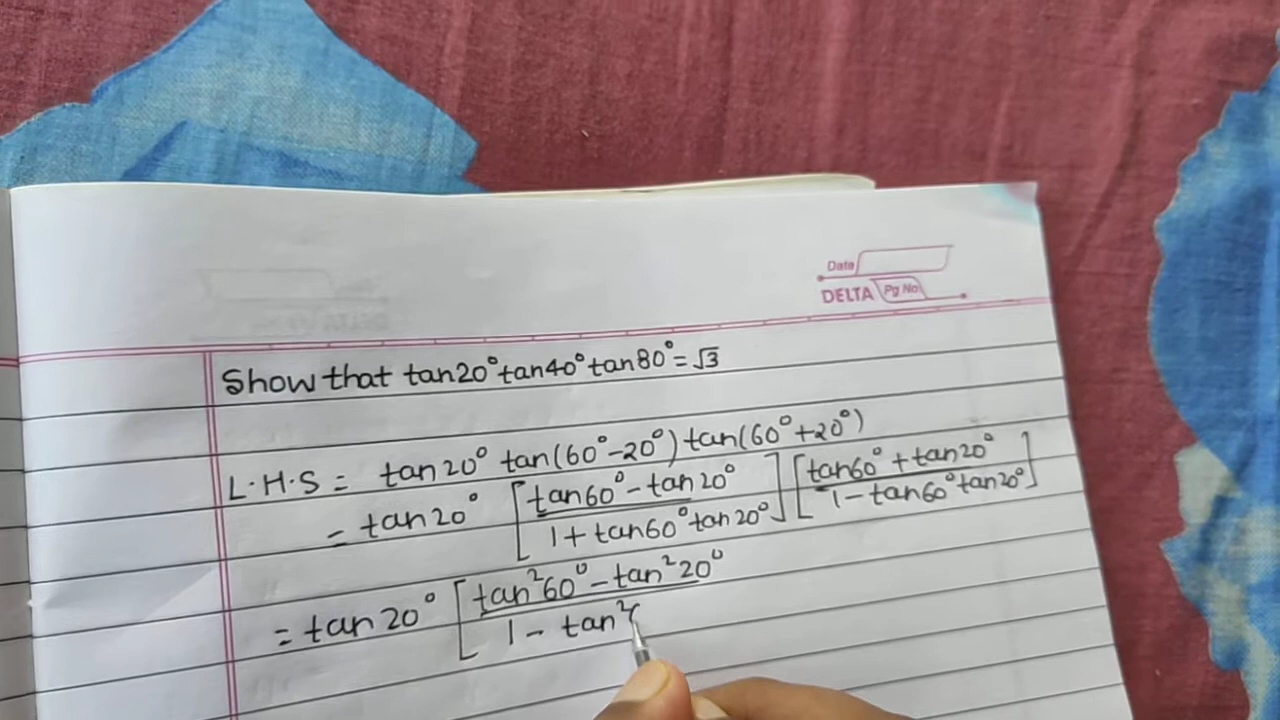 Date
DELTA Pg No
Show that tan20°tan40°tan80°=√3
L.H.S = tan20° tan(60°-20°) tan(60°+20°)
= tan20° [tan60°-tan20° / 1+tan60°tan20°] [tan60°+tan20° / 1-tan60°tan20°]
= tan20° [tan²60°-tan²20° / 1-tan²